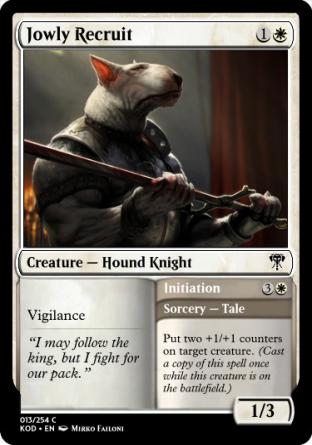 Jowly Recruit 1
Creature — Hound Knight
Vigilance
"I may follow the
king, but I fight for
our pack."
Initiation 3
Sorcery — Tale
Put two +1/+1 counters
on target creature. (Cast
a copy of this spell once
while this creature is on
the battlefield.)
1/3
013/254 C
KOD • EN Mirko Failoni